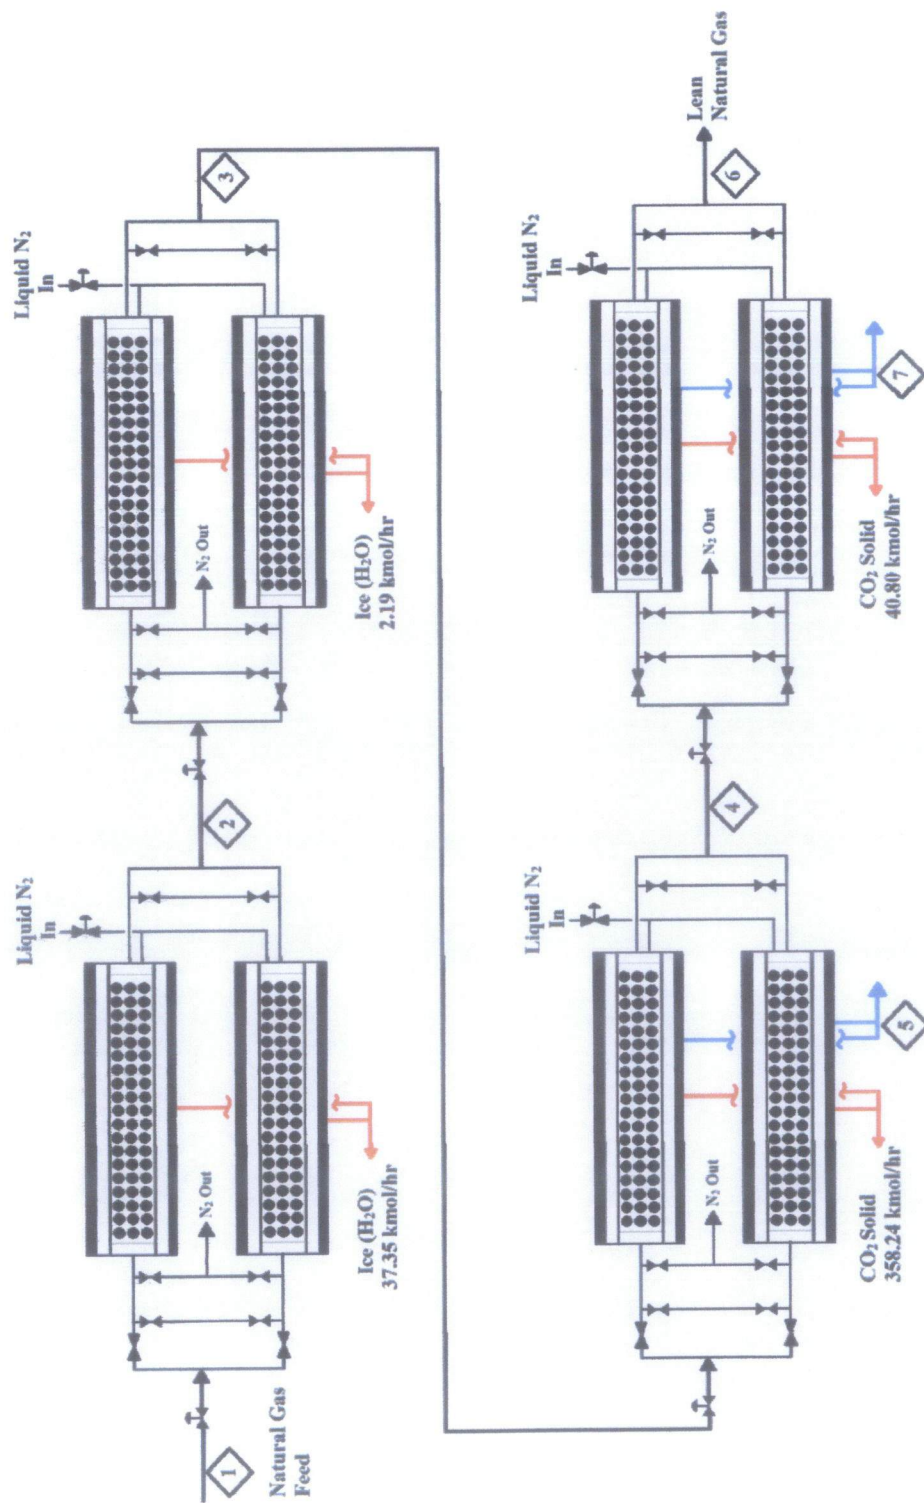 1
Natural Gas
Feed
N₂ Out
Liquid N₂
In
Ice (H₂O)
37.35 kmol/hr
2
N₂ Out
Liquid N₂
In
Ice (H₂O)
2.19 kmol/hr
3
N₂ Out
Liquid N₂
In
CO₂ Solid
358.24 kmol/hr
5
4
N₂ Out
Liquid N₂
In
CO₂ Solid
40.80 kmol/hr
7
6
Lean
Natural Gas